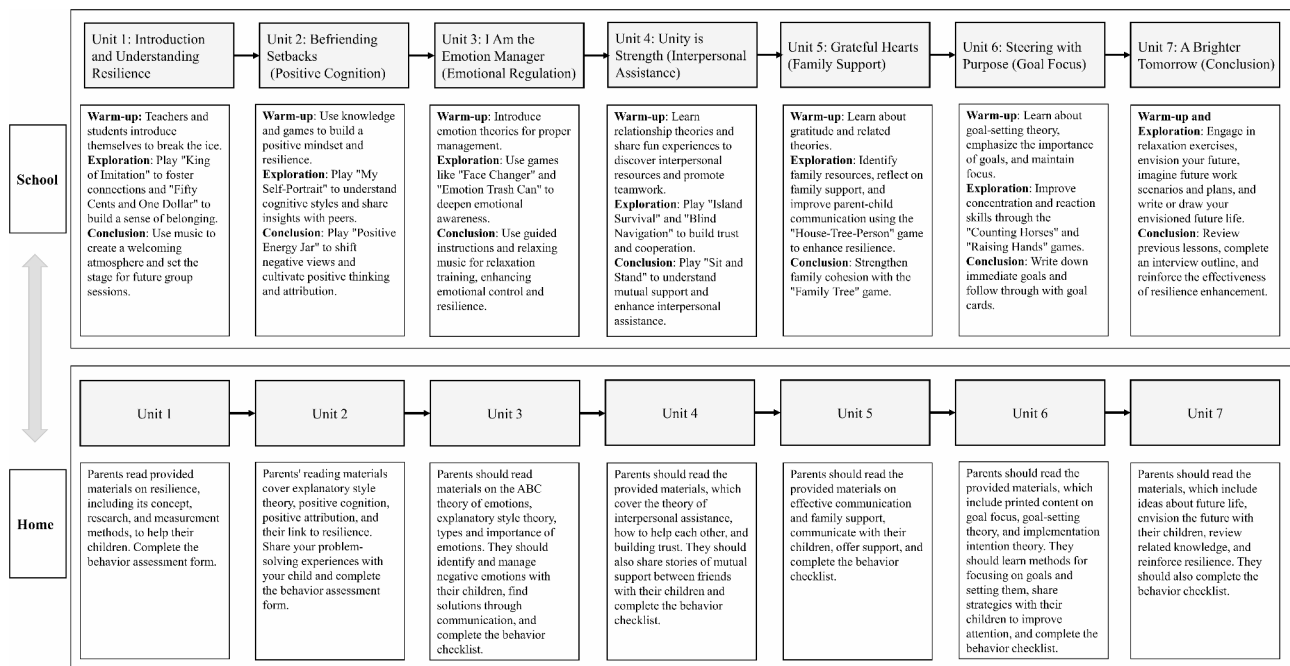 Unit 1: Introduction
and Understanding
Resilience
Unit 2: Befriending
Setbacks
(Positive Cognition)
Unit 3: I Am the
Emotion Manager
(Emotional Regulation)
Unit 4: Unity is
Strength (Interpersonal
Assistance)
Unit 5: Grateful Hearts
(Family Support)
Unit 6: Steering with
Purpose (Goal Focus)
Unit 7: A Brighter
Tomorrow (Conclusion)
School
Warm-up: Teachers and
students introduce
themselves to break the ice.
Exploration: Play "King
of Imitation" to foster
connections and "Fifty
Cents and One Dollar" to
build a sense of belonging.
Conclusion: Use music to
create a welcoming
atmosphere and set the
stage for future group
sessions.
Warm-up: Use knowledge
and games to build a
positive mindset and
resilience.
Exploration: Play "My
Self-Portrait" to understand
cognitive styles and share
insights with peers.
Conclusion: Play "Positive
Energy Jar" to shift
negative views and
cultivate positive thinking
and attribution.
Warm-up: Introduce
emotion theories for proper
management.
Exploration: Use games
like "Face Changer" and
"Emotion Trash Can" to
deepen emotional
awareness.
Conclusion: Use guided
instructions and relaxing
music for relaxation
training, enhancing
emotional control and
resilience.
Warm-up: Learn
relationship theories and
share fun experiences to
discover interpersonal
resources and promote
teamwork.
Exploration: Play "Island
Survival" and "Blind
Navigation" to build trust
and cooperation.
Conclusion: Play "Sit and
Stand" to understand
mutual support and
enhance interpersonal
assistance.
Warm-up: Learn about
gratitude and related
theories.
Exploration: Identify
family resources, reflect on
family support, and
improve parent-child
communication using the
"House-Tree-Person" game
to enhance resilience.
Conclusion: Strengthen
family cohesion with the
"Family Tree" game.
Warm-up: Learn about
goal-setting theory,
emphasize the importance
of goals, and maintain
focus.
Exploration: Improve
concentration and reaction
skills through the
"Counting Horses" and
"Raising Hands" games.
Conclusion: Write down
immediate goals and
follow through with goal
cards.
Warm-up and
Exploration: Engage in
relaxation exercises,
envision your future,
imagine future work
scenarios and plans, and
write or draw your
envisioned future life.
Conclusion: Review
previous lessons, complete
an interview outline, and
reinforce the effectiveness
of resilience enhancement.
Unit 1
Unit 2
Unit 3
Unit 4
Unit 5
Unit 6
Unit 7
Home
Parents read provided
materials on resilience,
including its concept,
research, and measurement
methods, to help their
children. Complete the
behavior assessment form.
Parents' reading materials
cover explanatory style
theory, positive cognition,
positive attribution, and
their link to resilience.
Share your problem-
solving experiences with
your child and complete
the behavior assessment
form.
Parents should read
materials on the ABC
theory of emotions,
explanatory style theory,
types and importance of
emotions. They should
identify and manage
negative emotions with
their children, find
solutions through
communication, and
complete the behavior
checklist.
Parents should read the
provided materials, which
cover the theory of
interpersonal assistance,
how to help each other, and
building trust. They should
also share stories of mutual
support between friends
with their children and
complete the behavior
checklist.
Parents should read the
provided materials on
effective communication
and family support,
communicate with their
children, offer support, and
complete the behavior
checklist.
Parents should read the
provided materials, which
include printed content on
goal focus, goal-setting
theory, and implementation
intention theory. They
should learn methods for
focusing on goals and
setting them, share
strategies with their
children to improve
attention, and complete the
behavior checklist.
Parents should read the
materials, which include
ideas about future life,
envision the future with
their children, review
related knowledge, and
reinforce resilience. They
should also complete the
behavior checklist.